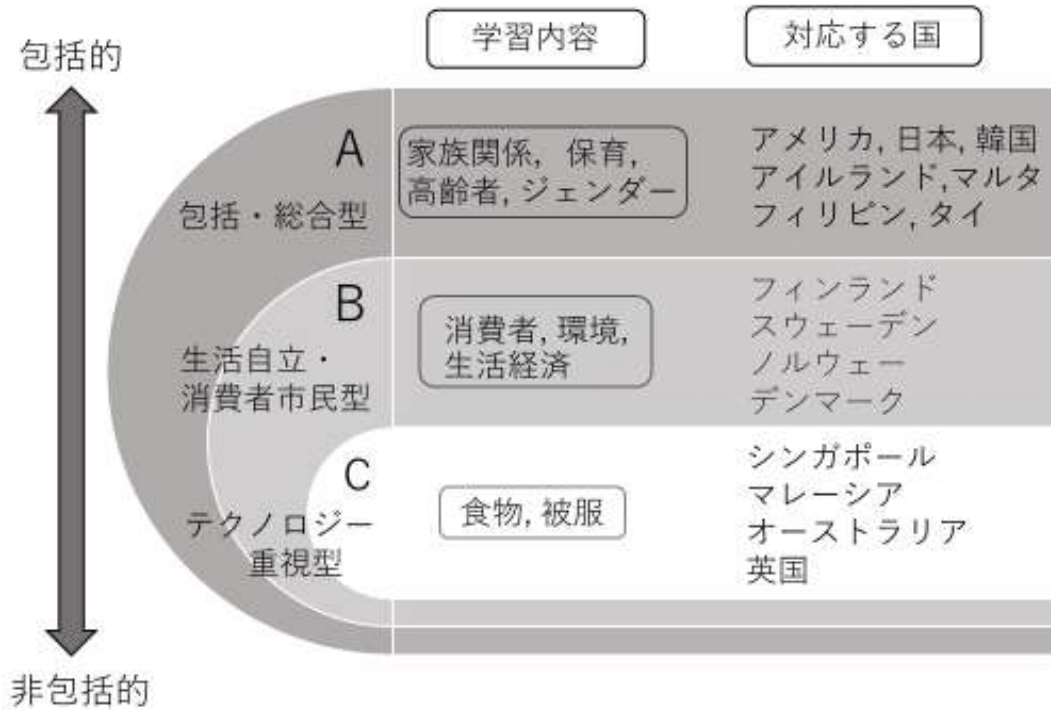 包括的
学習内容
対応する国
A
包括・総合型
家族関係, 保育,
高齢者, ジェンダー
アメリカ, 日本, 韓国
アイルランド,マルタ
フィリピン, タイ
B
生活自立・
消費者市民型
消費者, 環境,
生活経済
フィンランド
スウェーデン
ノルウェー
デンマーク
C
テクノロジー
重視型
食物, 被服
シンガポール
マレーシア
オーストラリア
英国
非包括的